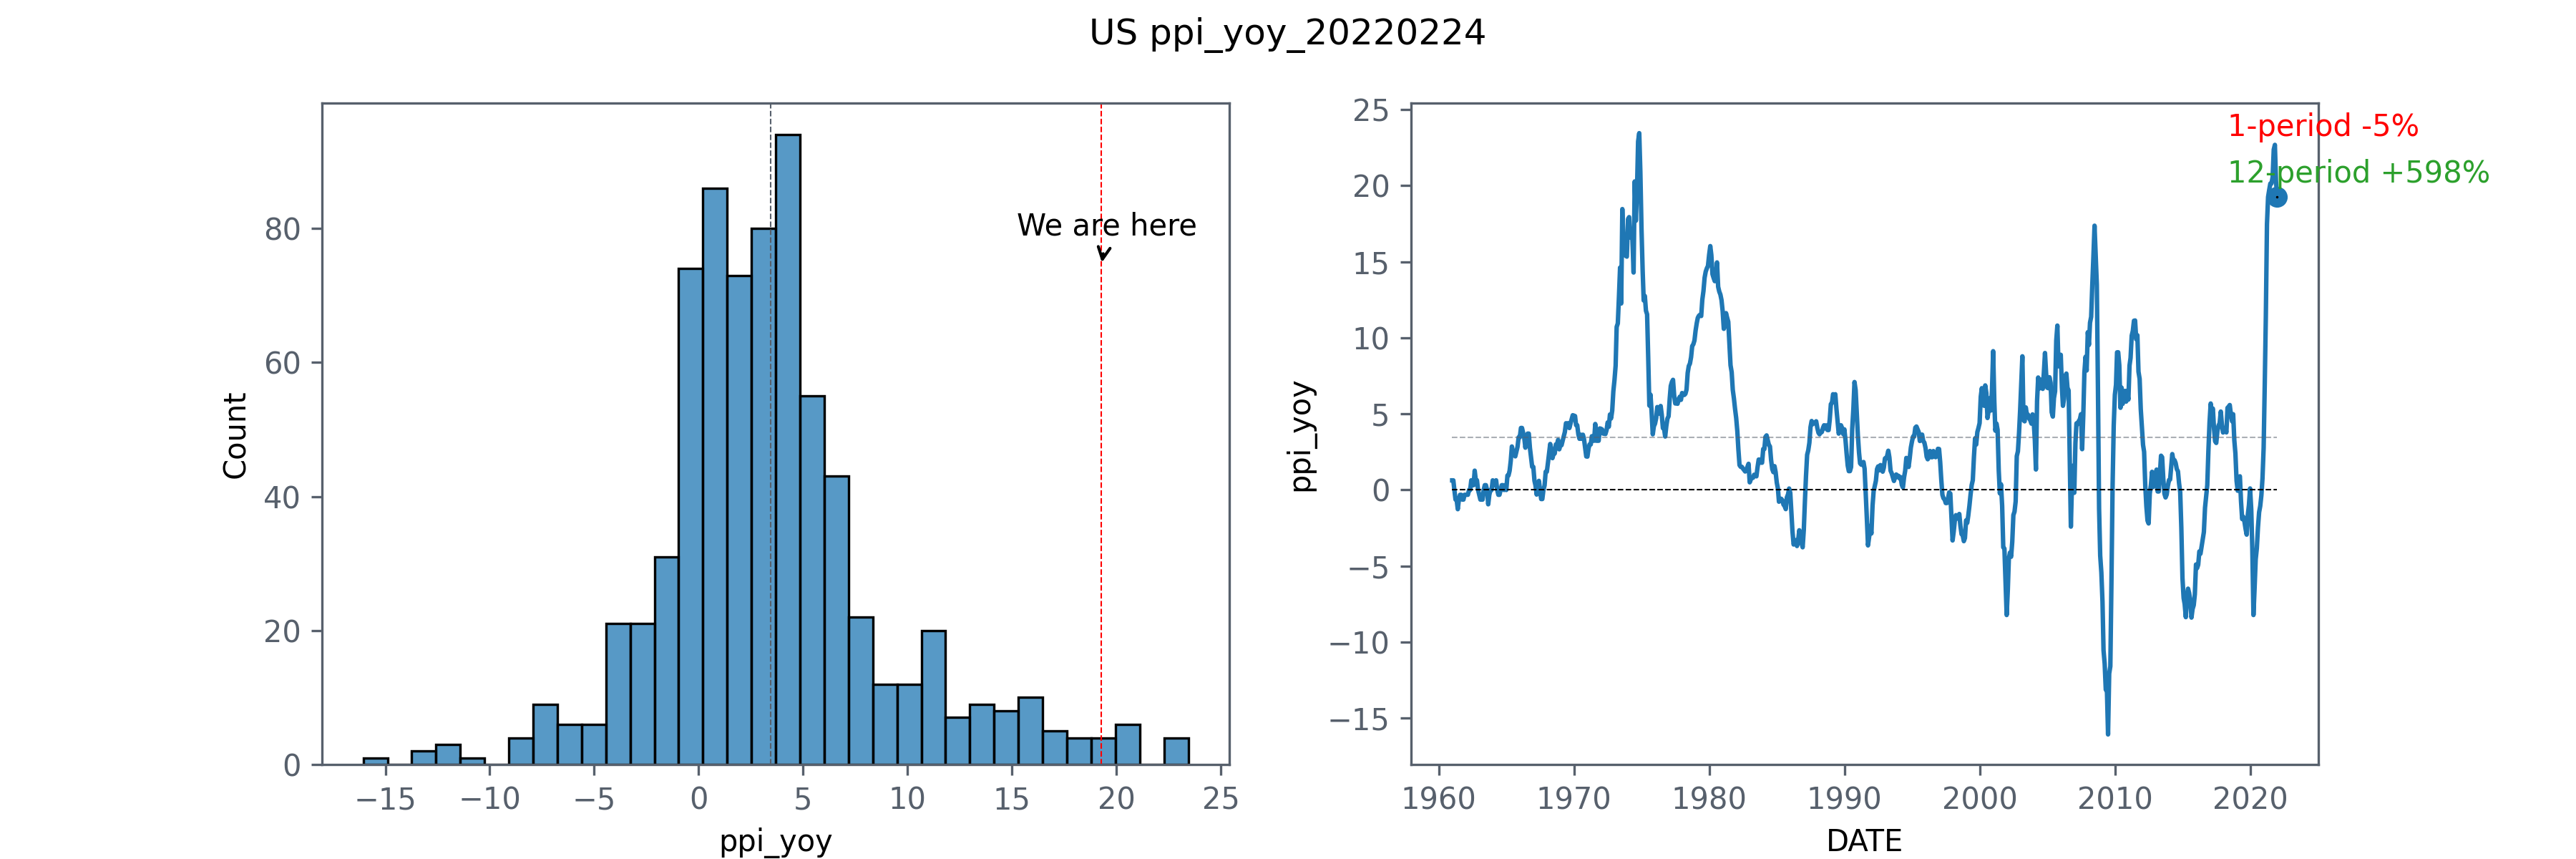 US ppi_yoy_20220224
Count
80
60
40
20
0
We are here
−15 −10 −5 0 5 10 15 20 25
ppi_yoy
ppi_yoy
25
20
15
10
5
0
−5
−10
−15
1-period -5%
12-period +598%
1960 1970 1980 1990 2000 2010 2020
DATE